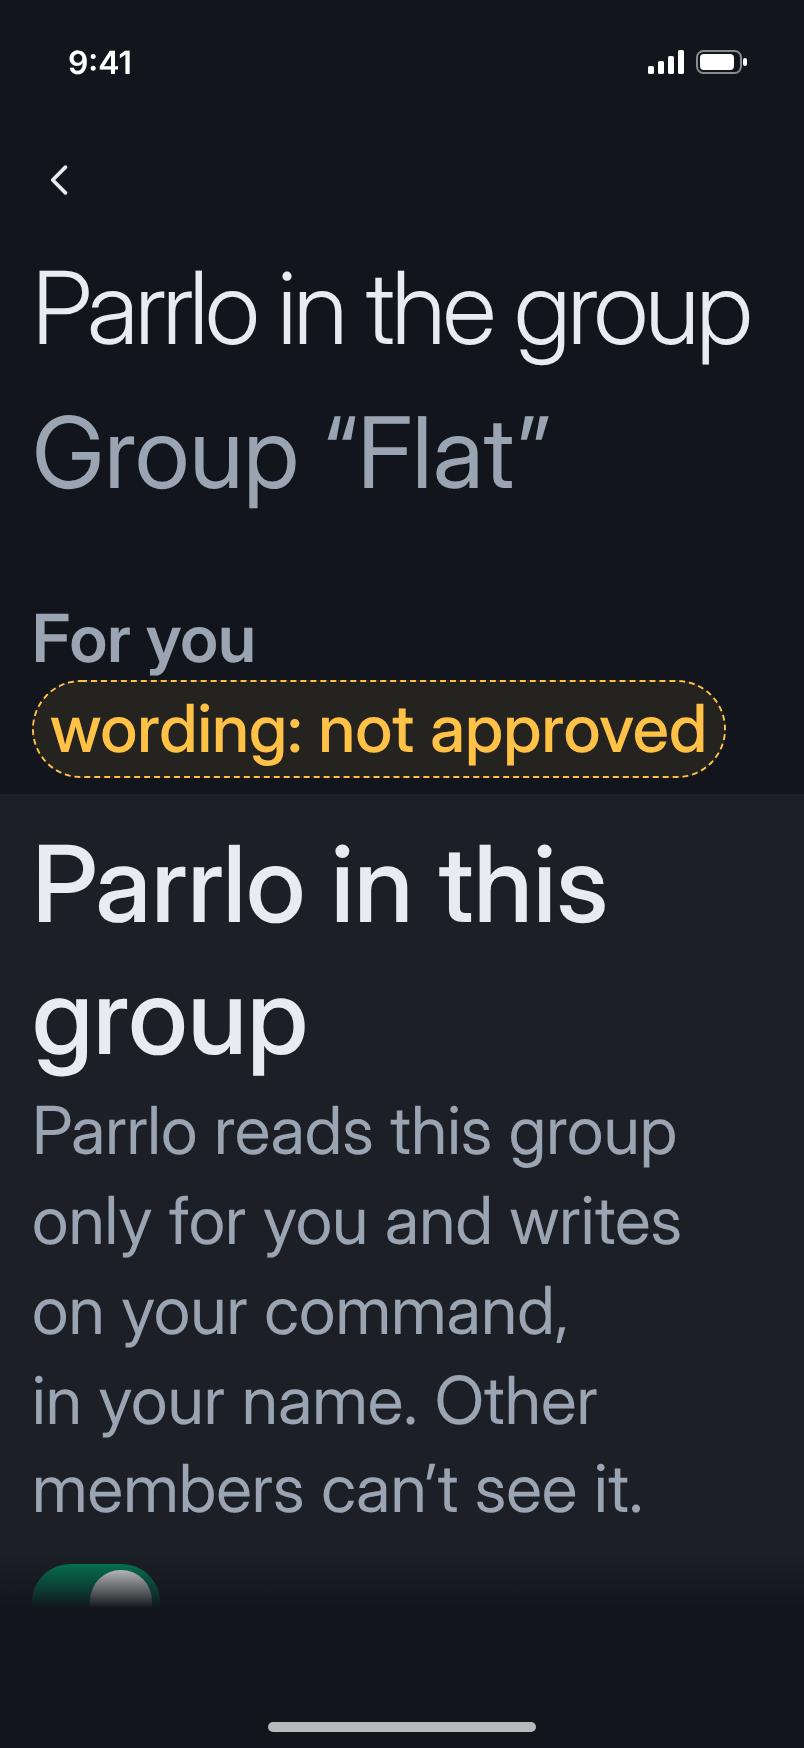 9:41
Parrlo in the group
Group “Flat”
For you
wording: not approved
Parrlo in this
group
Parrlo reads this group
only for you and writes
on your command,
in your name. Other
members can’t see it.